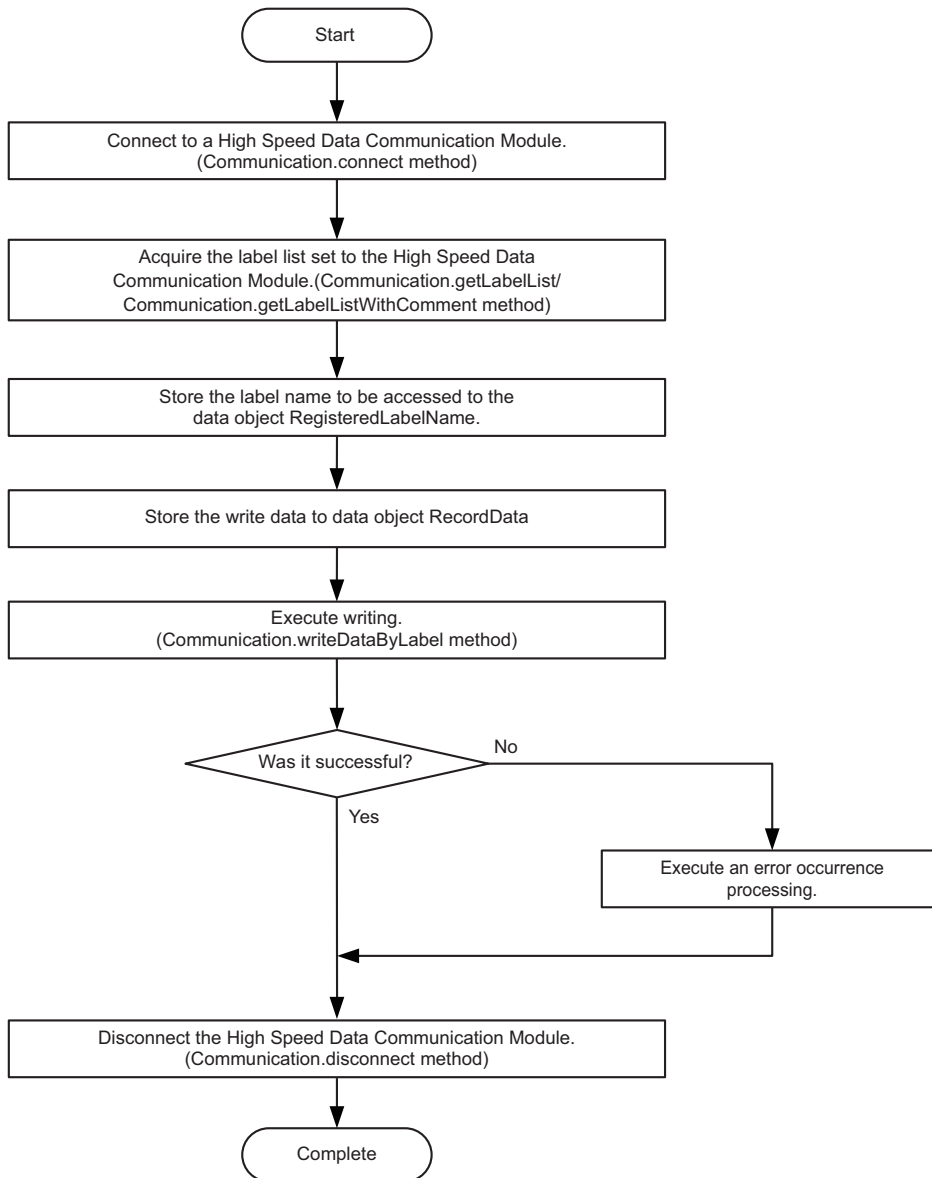 Start
Connect to a High Speed Data Communication Module.
(Communication.connect method)
Acquire the label list set to the High Speed Data
Communication Module.(Communication.getLabelList/
Communication.getLabelListWithComment method)
Store the label name to be accessed to the
data object RegisteredLabelName.
Store the write data to data object RecordData
Execute writing.
(Communication.writeDataByLabel method)
Was it successful?
No
Yes
Execute an error occurrence
processing.
Disconnect the High Speed Data Communication Module.
(Communication.disconnect method)
Complete